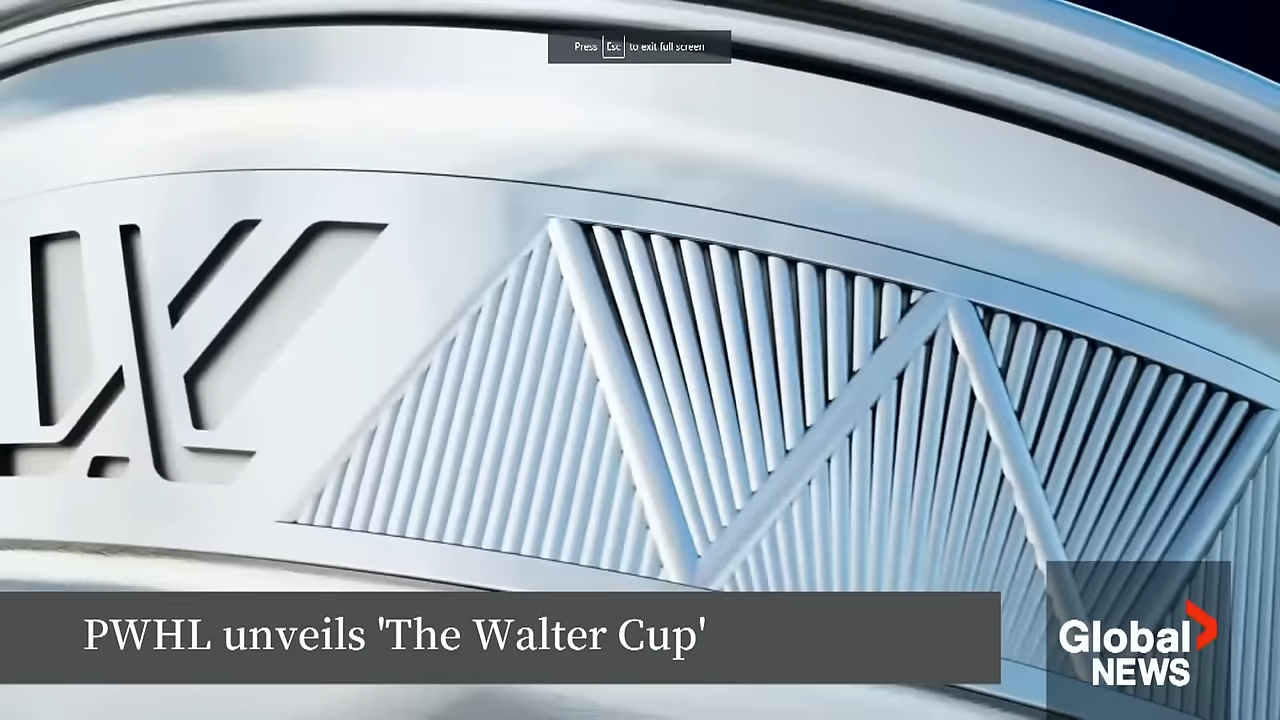 Press Esc to exit full screen
PWHL unveils 'The Walter Cup'
Global
NEWS